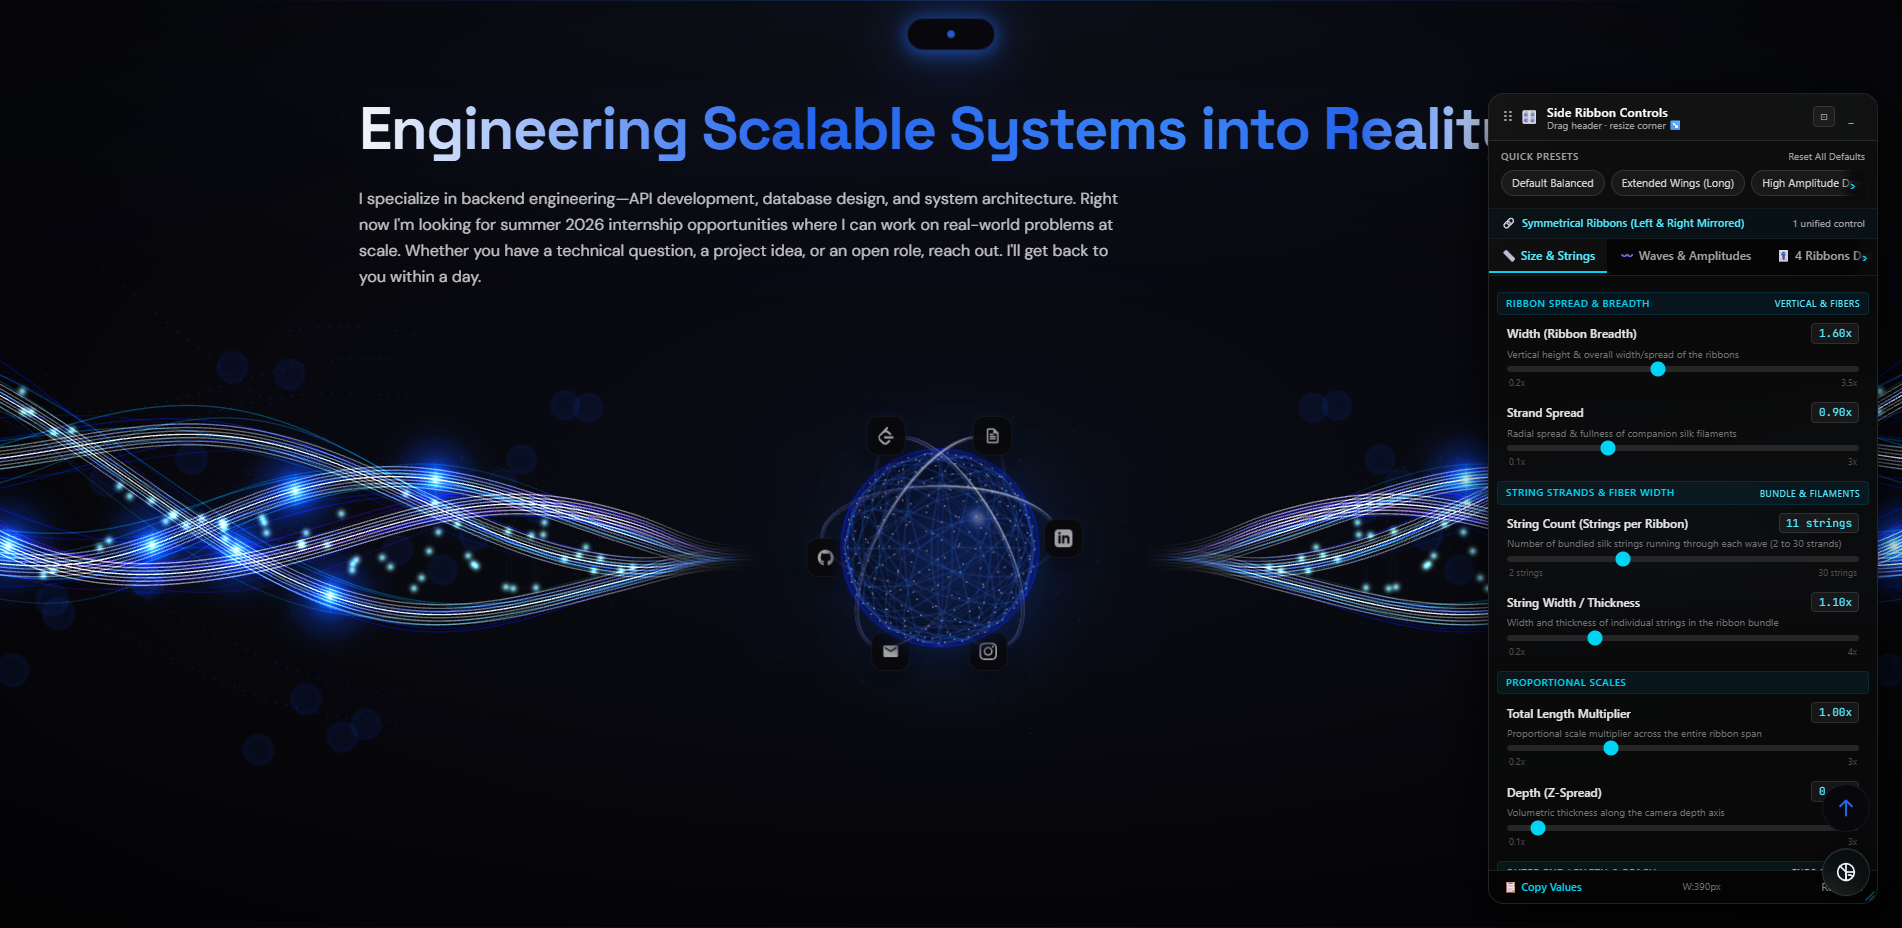 Engineering Scalable Systems into Reality
I specialize in backend engineering—API development, database design, and system architecture. Right
now I'm looking for summer 2026 internship opportunities where I can work on real-world problems at
scale. Whether you have a technical question, a project idea, or an open role, reach out. I'll get back to
you within a day.
in
Side Ribbon Controls
Drag header · resize corner
QUICK PRESETS Reset All Defaults
Default Balanced Extended Wings (Long) High Amplitude
Symmetrical Ribbons (Left & Right Mirrored) 1 unified control
Size & Strings Waves & Amplitudes 4 Ribbons
RIBBON SPREAD & BREADTH VERTICAL & FIBERS
Width (Ribbon Breadth) 1.60x
Vertical height & overall width/spread of the ribbons
0.2x 3.5x
Strand Spread 0.90x
Radial spread & fullness of companion silk filaments
0.1x 3x
STRING STRANDS & FIBER WIDTH BUNDLE & FILAMENTS
String Count (Strings per Ribbon) 11 strings
Number of bundled silk strings running through each wave (2 to 30 strands)
2 strings 30 strings
String Width / Thickness 1.10x
Width and thickness of individual strings in the ribbon bundle
0.2x 4x
PROPORTIONAL SCALES
Total Length Multiplier 1.00x
Proportional scale multiplier across the entire ribbon span
0.2x 3x
Depth (Z-Spread)
Volumetric thickness along the camera depth axis
0.1x 3x
Copy Values W:390px